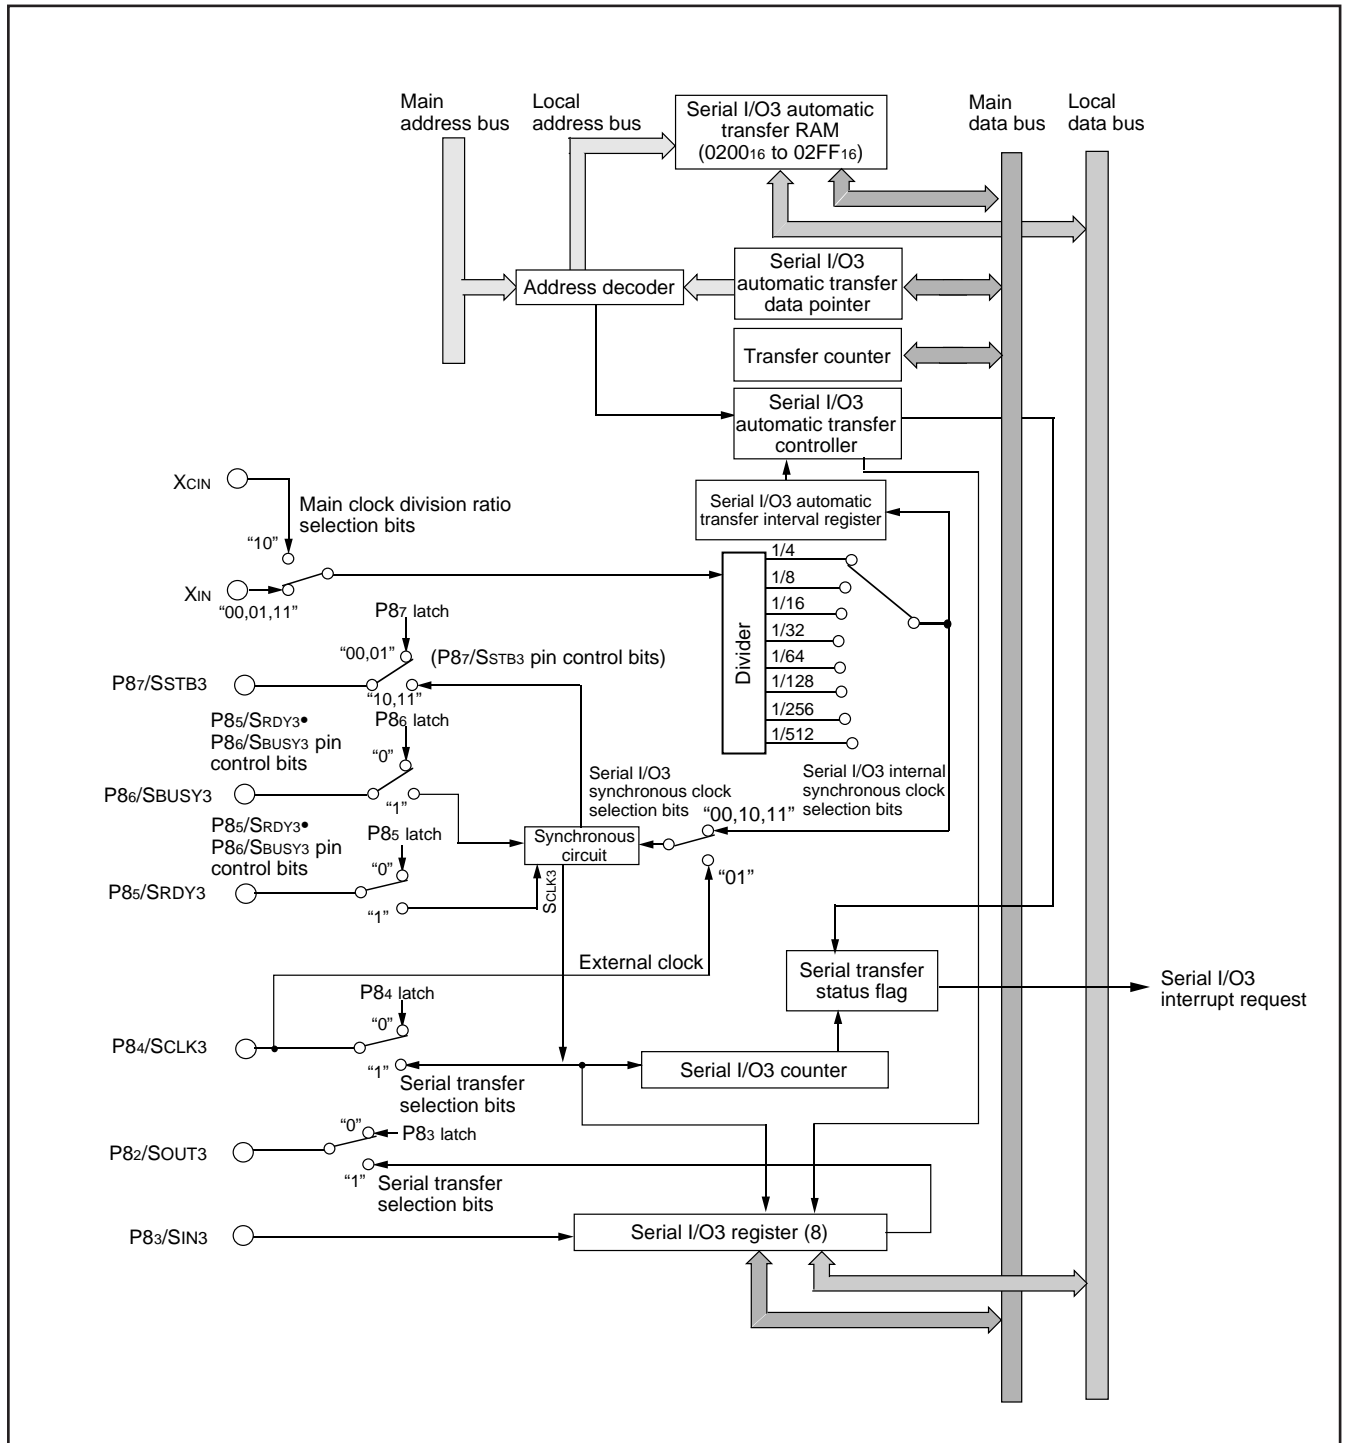 Main
address bus
Local
address bus
Serial I/O3 automatic
transfer RAM
(020016 to 02FF16)
Main
data bus
Local
data bus
Address decoder
Serial I/O3
automatic transfer
data pointer
Transfer counter
Serial I/O3
automatic transfer
controller
XCIN
Main clock division ratio
selection bits
“10”
Serial I/O3 automatic
transfer interval register
XIN
“00,01,11”
Divider
1/4
1/8
1/16
1/32
1/64
1/128
1/256
1/512
P87 latch
“00,01”
(P87/SSTB3 pin control bits)
P87/SSTB3
“10,11”
P85/SRDY3•
P86/SBUSY3 pin
control bits
P86 latch
“0”
P86/SBUSY3
“1”
Serial I/O3
synchronous clock
selection bits
Serial I/O3 internal
synchronous clock
selection bits
“00,10,11”
P85/SRDY3•
P86/SBUSY3 pin
control bits
P85 latch
“0”
Synchronous
circuit
“01”
P85/SRDY3
“1”
SCLK3
External clock
Serial transfer
status flag
Serial I/O3
interrupt request
P84 latch
“0”
P84/SCLK3
“1”
Serial transfer
selection bits
Serial I/O3 counter
“0”
P83 latch
P82/SOUT3
“1”
Serial transfer
selection bits
P83/SIN3
Serial I/O3 register (8)